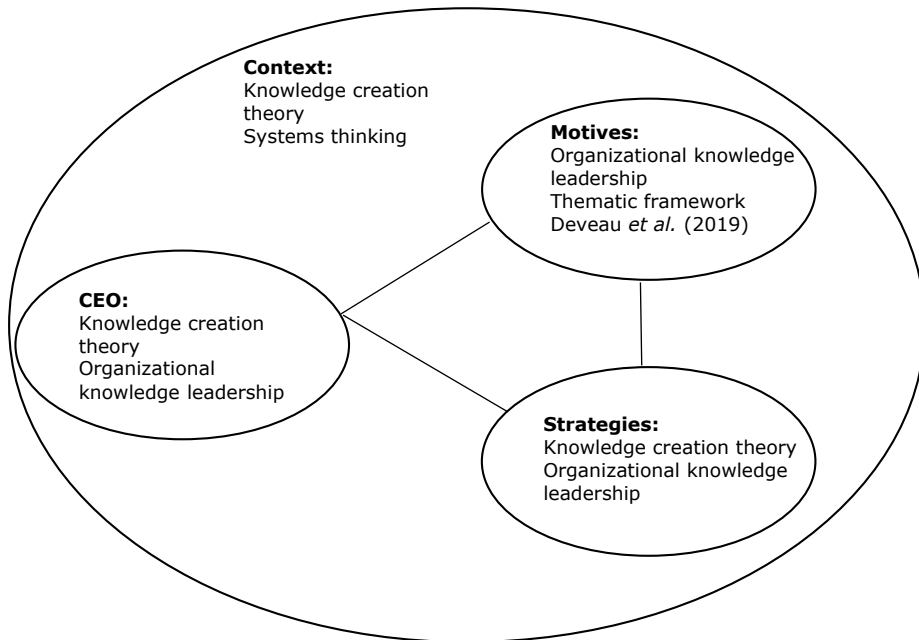 Context:
Knowledge creation
theory
Systems thinking
Motives:
Organizational knowledge
leadership
Thematic framework
Deveau et al. (2019)
CEO:
Knowledge creation
theory
Organizational
knowledge leadership
Strategies:
Knowledge creation theory
Organizational knowledge
leadership